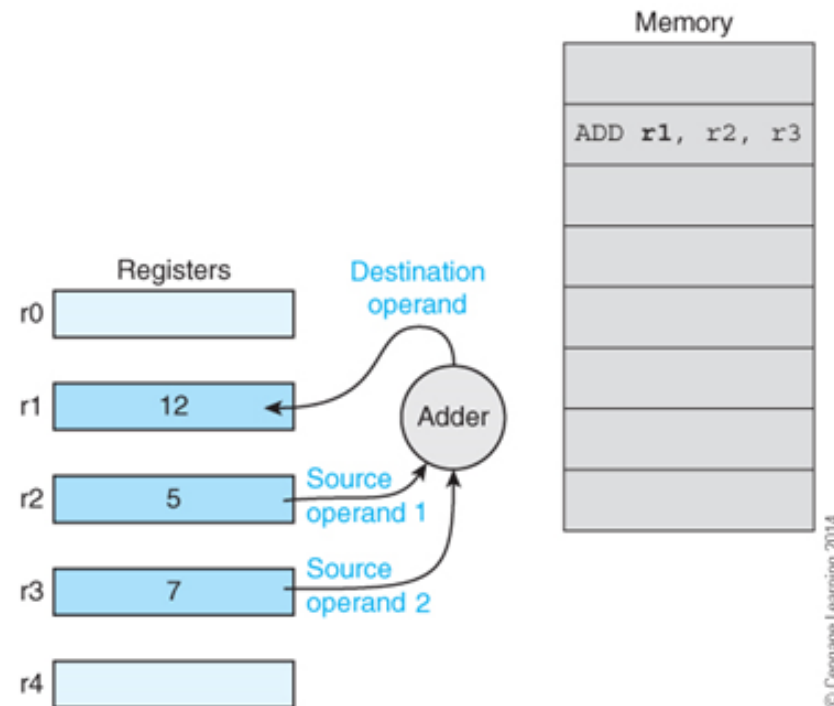 Memory
ADD r1, r2, r3
Registers
Destination
operand
r0
r1
12
Adder
r2
5
Source
operand 1
r3
7
Source
operand 2
r4
© Cengage Learning 2014